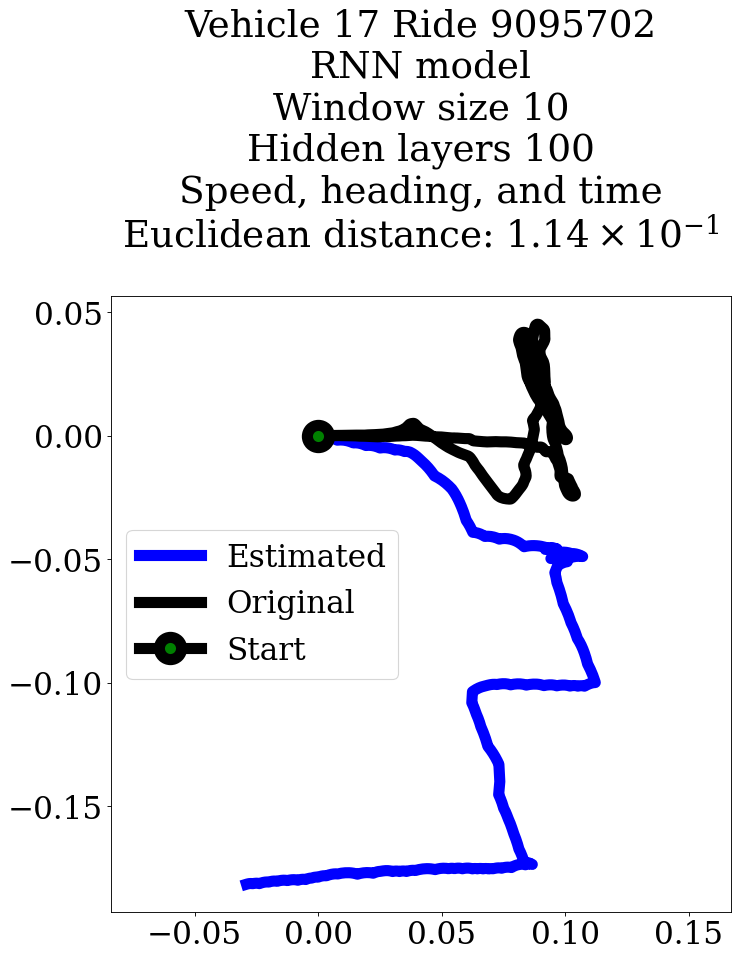 Vehicle 17 Ride 9095702
RNN model
Window size 10
Hidden layers 100
Speed, heading, and time
Euclidean distance: 1.14 × 10⁻¹
0.05
0.00
−0.05
−0.10
−0.15
Estimated
Original
Start
−0.05 0.00 0.05 0.10 0.15